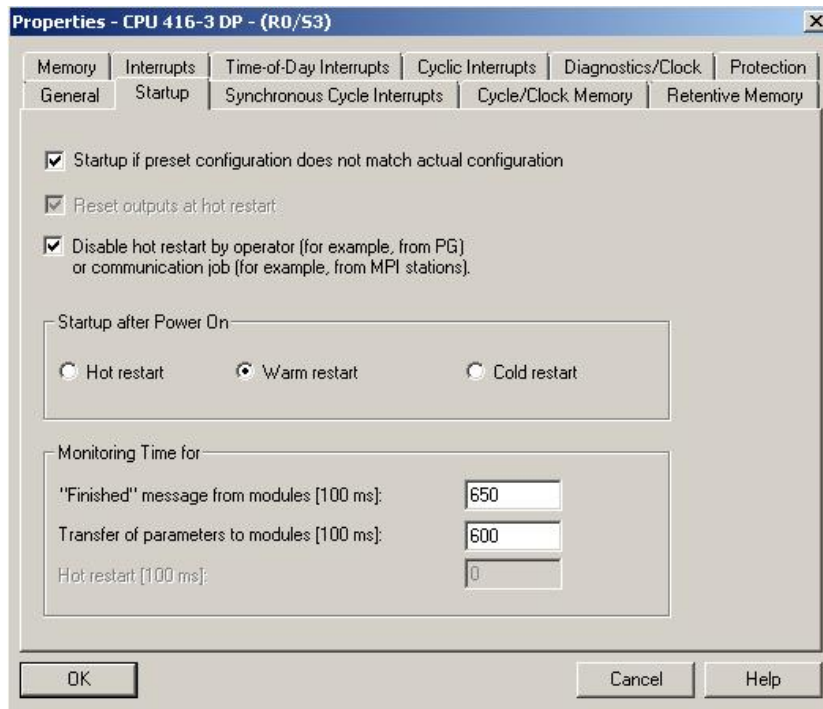 Properties - CPU 416-3 DP - (R0/S3)
Memory Interrupts Time-of-Day Interrupts Cyclic Interrupts Diagnostics/Clock Protection
General Startup Synchronous Cycle Interrupts Cycle/Clock Memory Retentive Memory
Startup if preset configuration does not match actual configuration
Reset outputs at hot restart
Disable hot restart by operator (for example, from PG)
or communication job (for example, from MPI stations).
Startup after Power On
Hot restart Warm restart Cold restart
Monitoring Time for
"Finished" message from modules [100 ms]: 650
Transfer of parameters to modules [100 ms]: 600
Hot restart [100 ms]: 0
OK Cancel Help